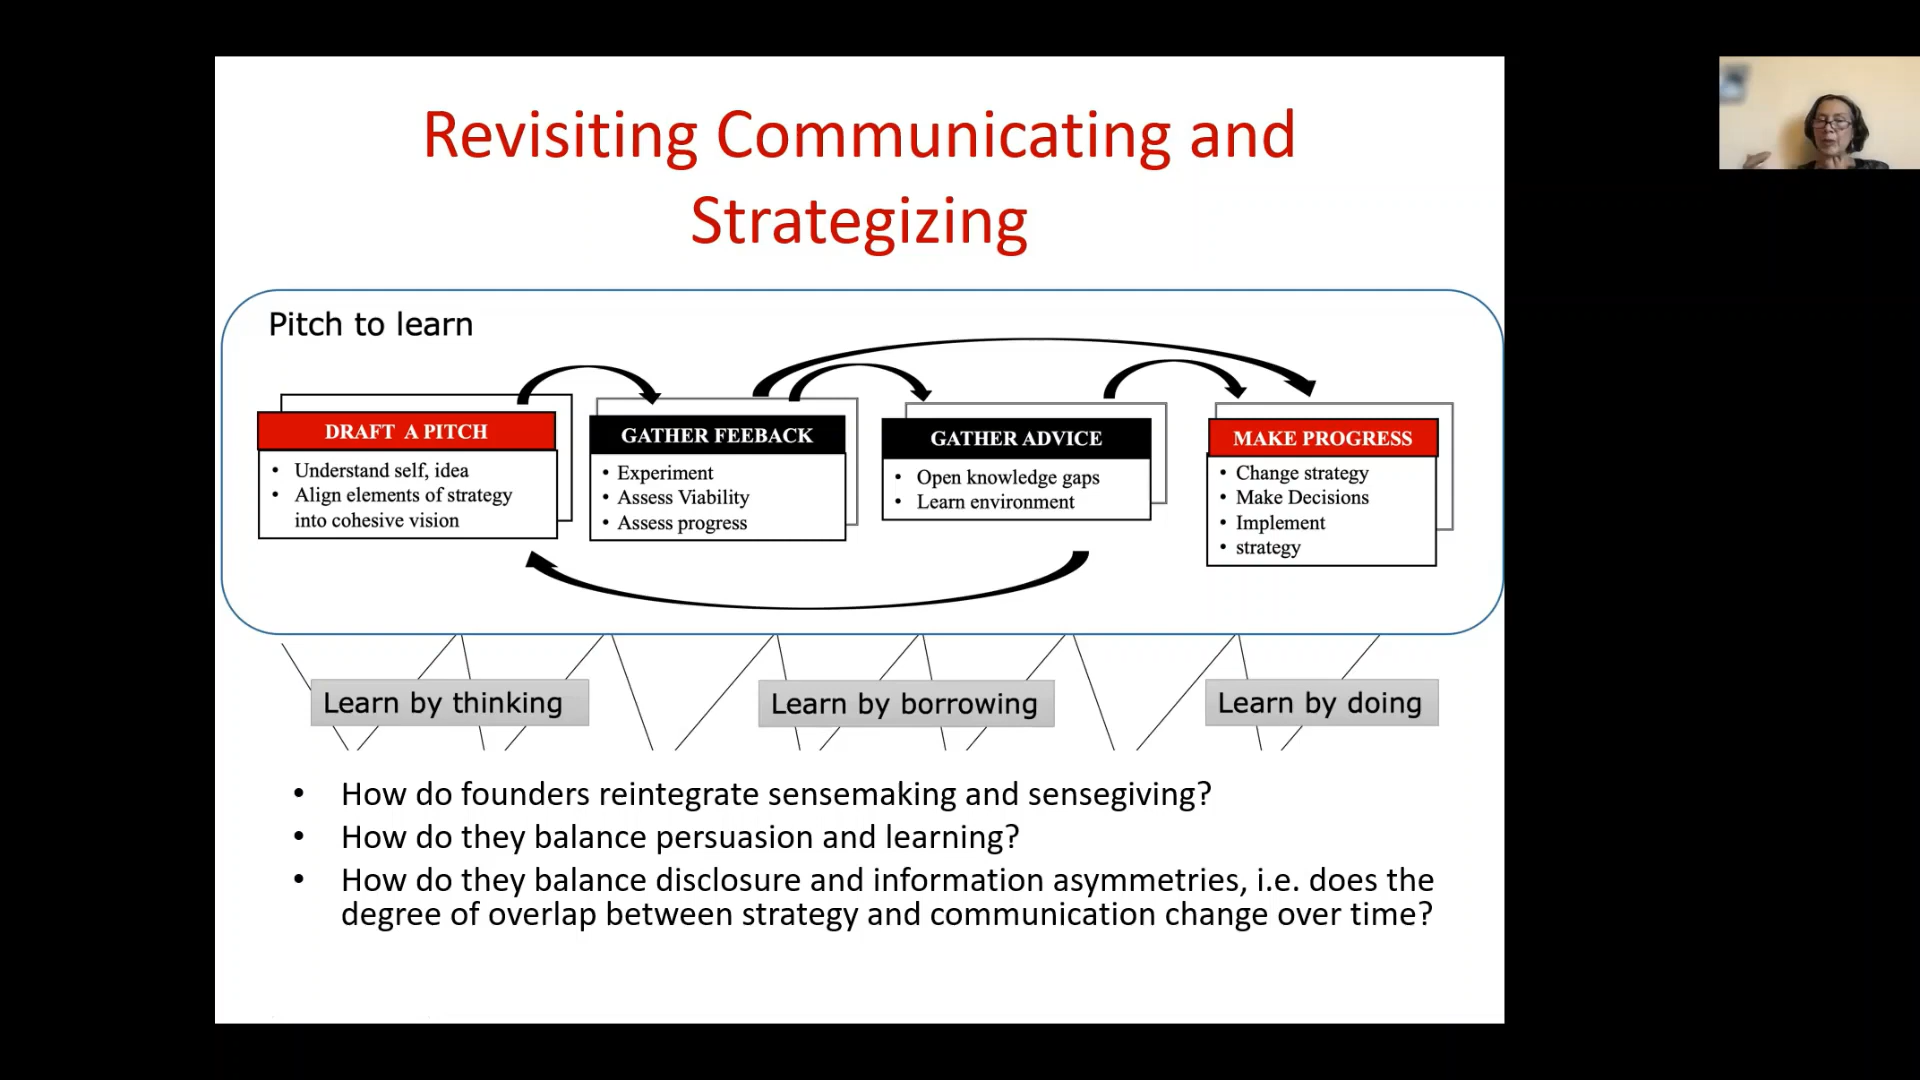 Revisiting Communicating and
Strategizing
Pitch to learn
DRAFT A PITCH
• Understand self, idea
• Align elements of strategy
into cohesive vision
GATHER FEEBACK
• Experiment
• Assess Viability
• Assess progress
GATHER ADVICE
• Open knowledge gaps
• Learn environment
MAKE PROGRESS
• Change strategy
• Make Decisions
• Implement
• strategy
Learn by thinking
Learn by borrowing
Learn by doing
• How do founders reintegrate sensemaking and sensegiving?
• How do they balance persuasion and learning?
• How do they balance disclosure and information asymmetries, i.e. does the
degree of overlap between strategy and communication change over time?